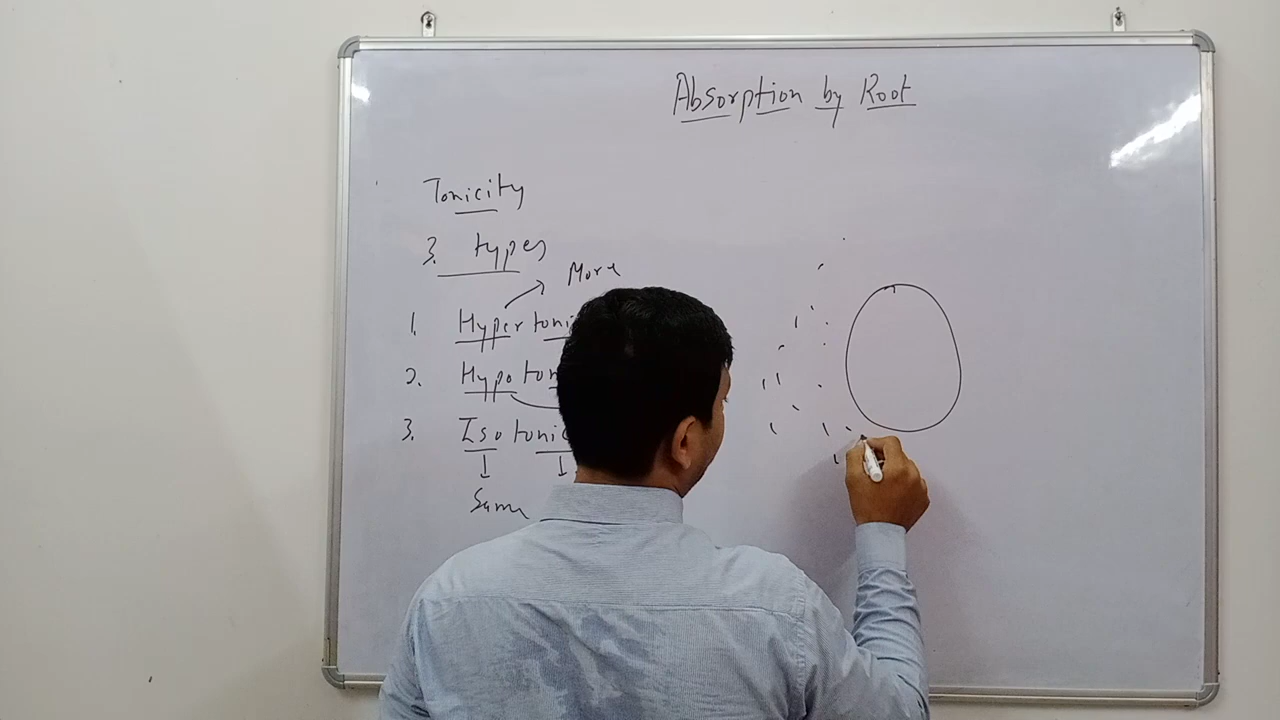 Absorption by Root
Tonicity
3. types
More
1. Hypertoni
2. Hypoton
3. Isotonic
Same